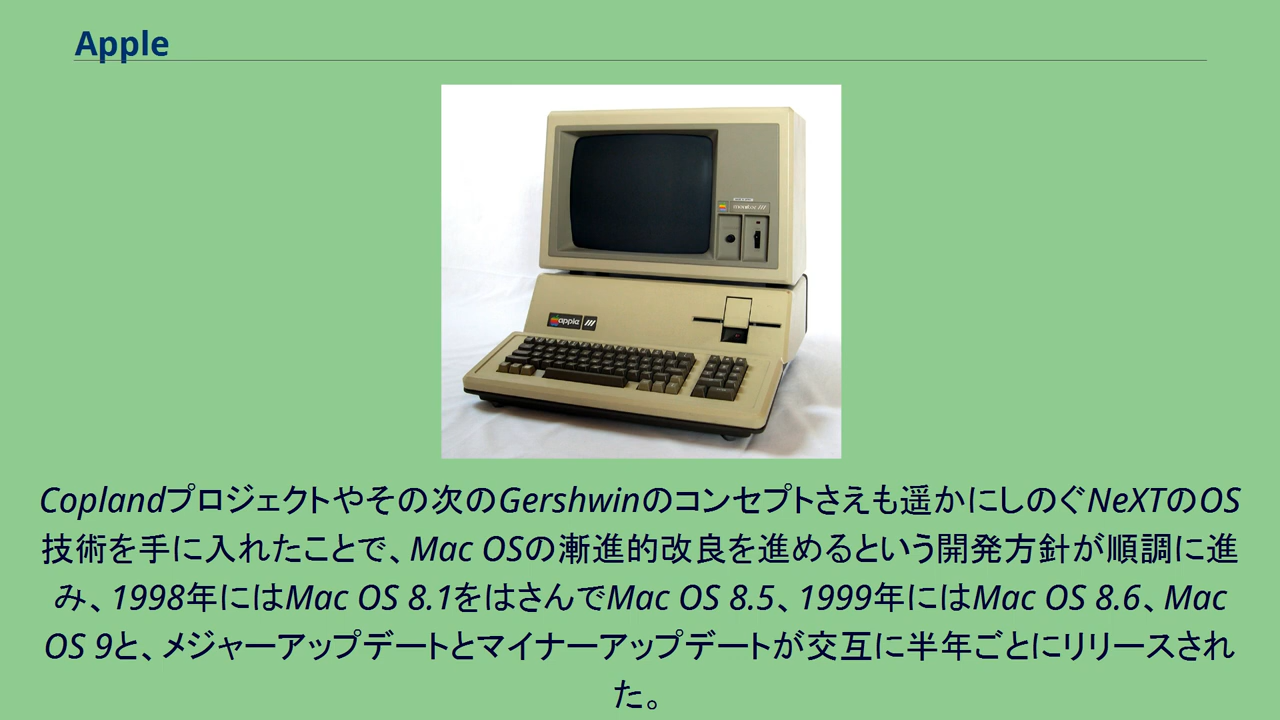 Apple
monitor ///
apple ///
Coplandプロジェクトやその次のGershwinのコンセプトさえも遥かにしのぐNeXTのOS
技術を手に入れたことで、Mac OSの漸進的改良を進めるという開発方針が順調に進
み、1998年にはMac OS 8.1をはさんでMac OS 8.5、1999年にはMac OS 8.6、Mac
OS 9と、メジャーアップデートとマイナーアップデートが交互に半年ごとにリリースされ
た。